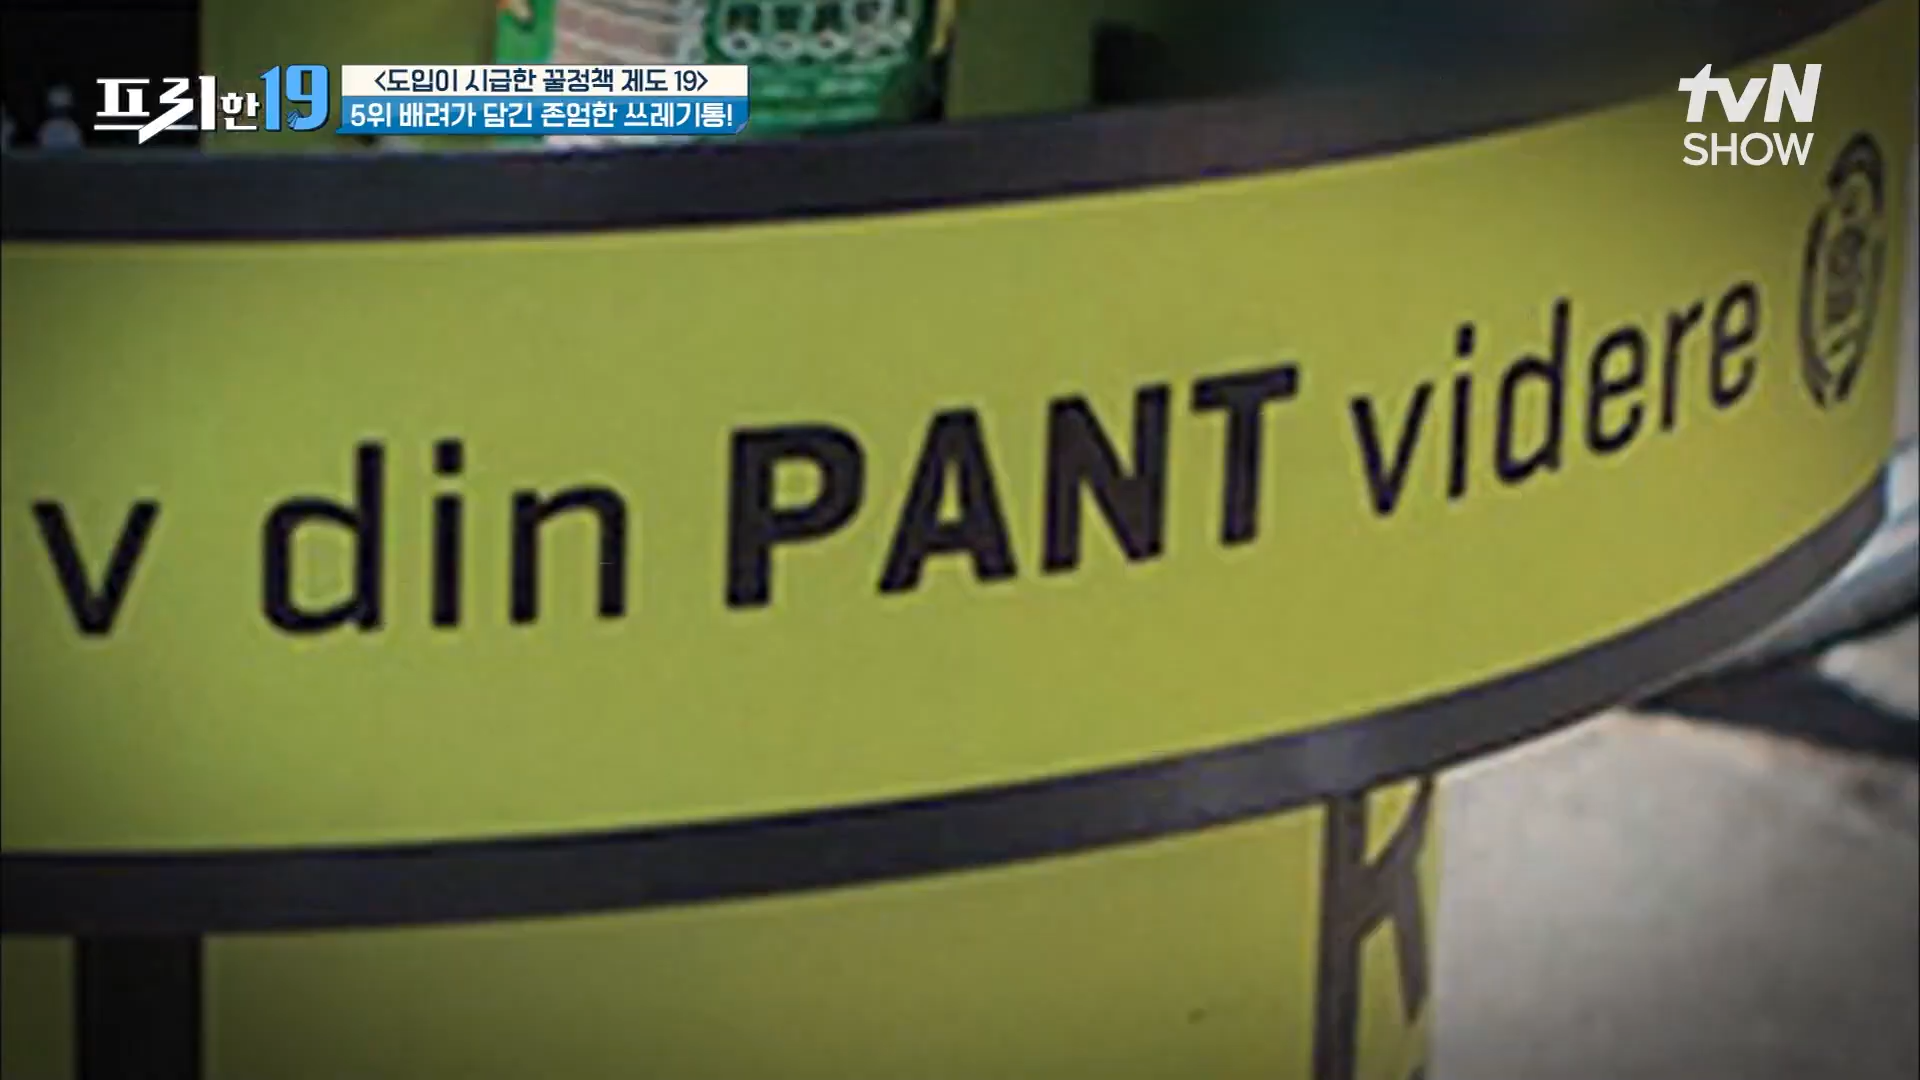 프리한19
<도입이 시급한 꿀정책 제도 19>
5위 배려가 담긴 존엄한 쓰레기통!
tvN
SHOW
v din PANT videre
K